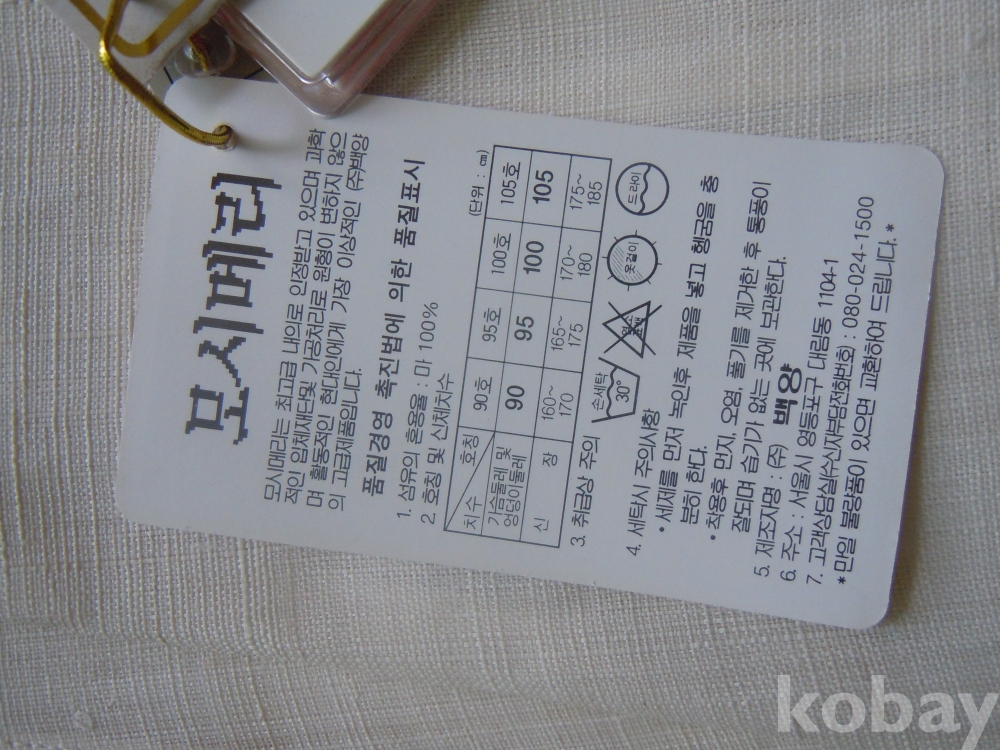 모시메리
모시메리는 최고급 내의로 인정받고 있으며 과학
적인 입체재단및 가공처리로 원형이 변하지 않으
며 활동적인 현대인에게 가장 이상적인 (주)백양
의 고급제품입니다.
품질경영 촉진법에 의한 품질표시
1. 섬유의 혼용율 : 마 100%
2. 호칭 및 신체치수
(단위 : ㎝)
치수 호칭 90호 95호 100호 105호
가슴둘레 및 엉덩이둘레 90 95 100 105
신 장 160~170 165~175 170~180 175~185
3. 취급상 주의
손세탁 30° 염소 표백 옷걸이 드라이
4. 세탁시 주의사항
• 세제를 먼저 녹인후 제품을 넣고 헹굼을 충
분히 한다.
• 착용후 먼지, 오염, 풀기를 제거한 후 통풍이
잘되며 습기가 없는 곳에 보관한다.
5. 제조자명 : (주) 백양
6. 주소 : 서울시 영등포구 대림동 1104-1
7. 고객상담실(수신자부담전화번호) : 080-024-1500
* 만일 불량품이 있으면 교환하여 드립니다. *
kobay